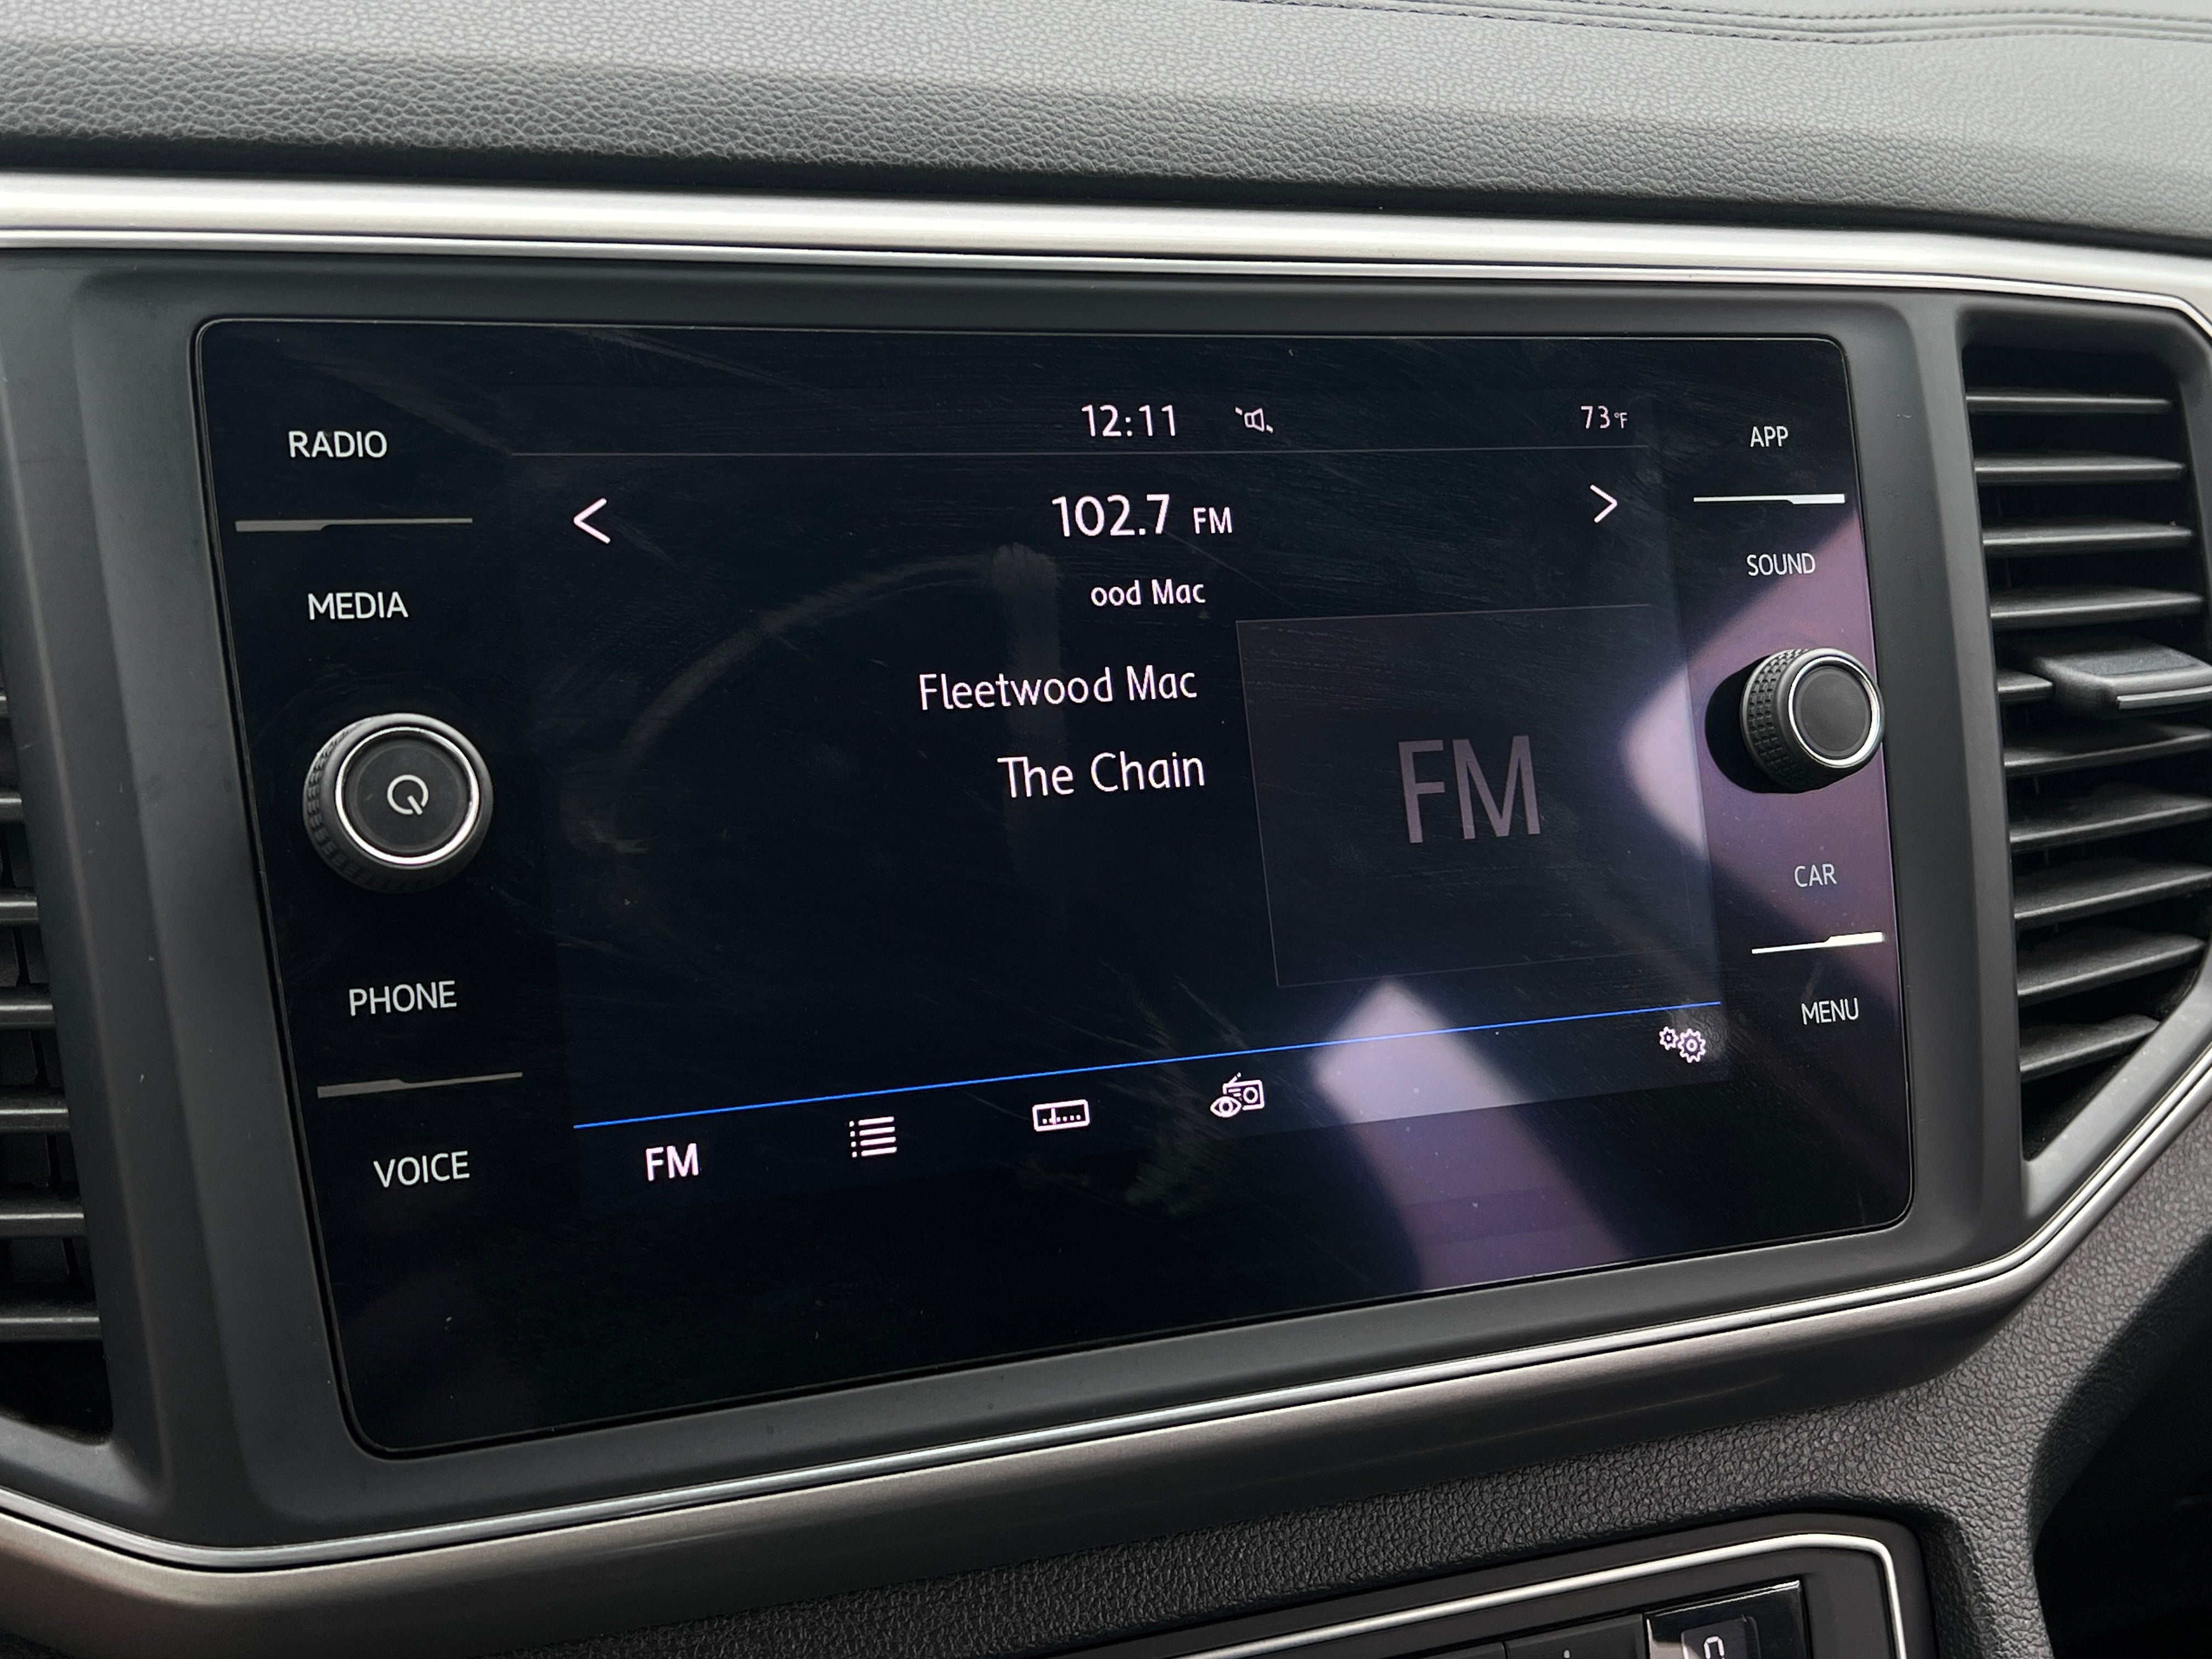 RADIO
MEDIA
PHONE
VOICE
12:11
73°F
<
102.7 FM
>
ood Mac
Fleetwood Mac
The Chain
FM
FM
APP
SOUND
CAR
MENU